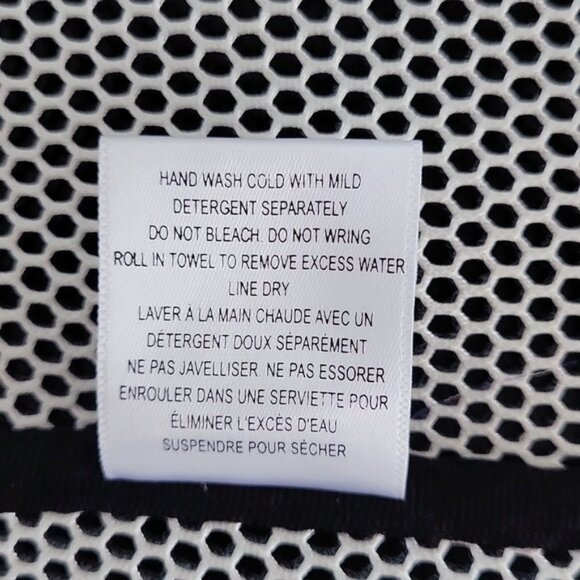 HAND WASH COLD WITH MILD
DETERGENT SEPARATELY
DO NOT BLEACH. DO NOT WRING
ROLL IN TOWEL TO REMOVE EXCESS WATER
LINE DRY
LAVER À LA MAIN CHAUDE AVEC UN
DÉTERGENT DOUX SÉPARÉMENT
NE PAS JAVELLISER. NE PAS ESSORER
ENROULER DANS UNE SERVIETTE POUR
ÉLIMINER L'EXCÈS D'EAU
SUSPENDRE POUR SÉCHER